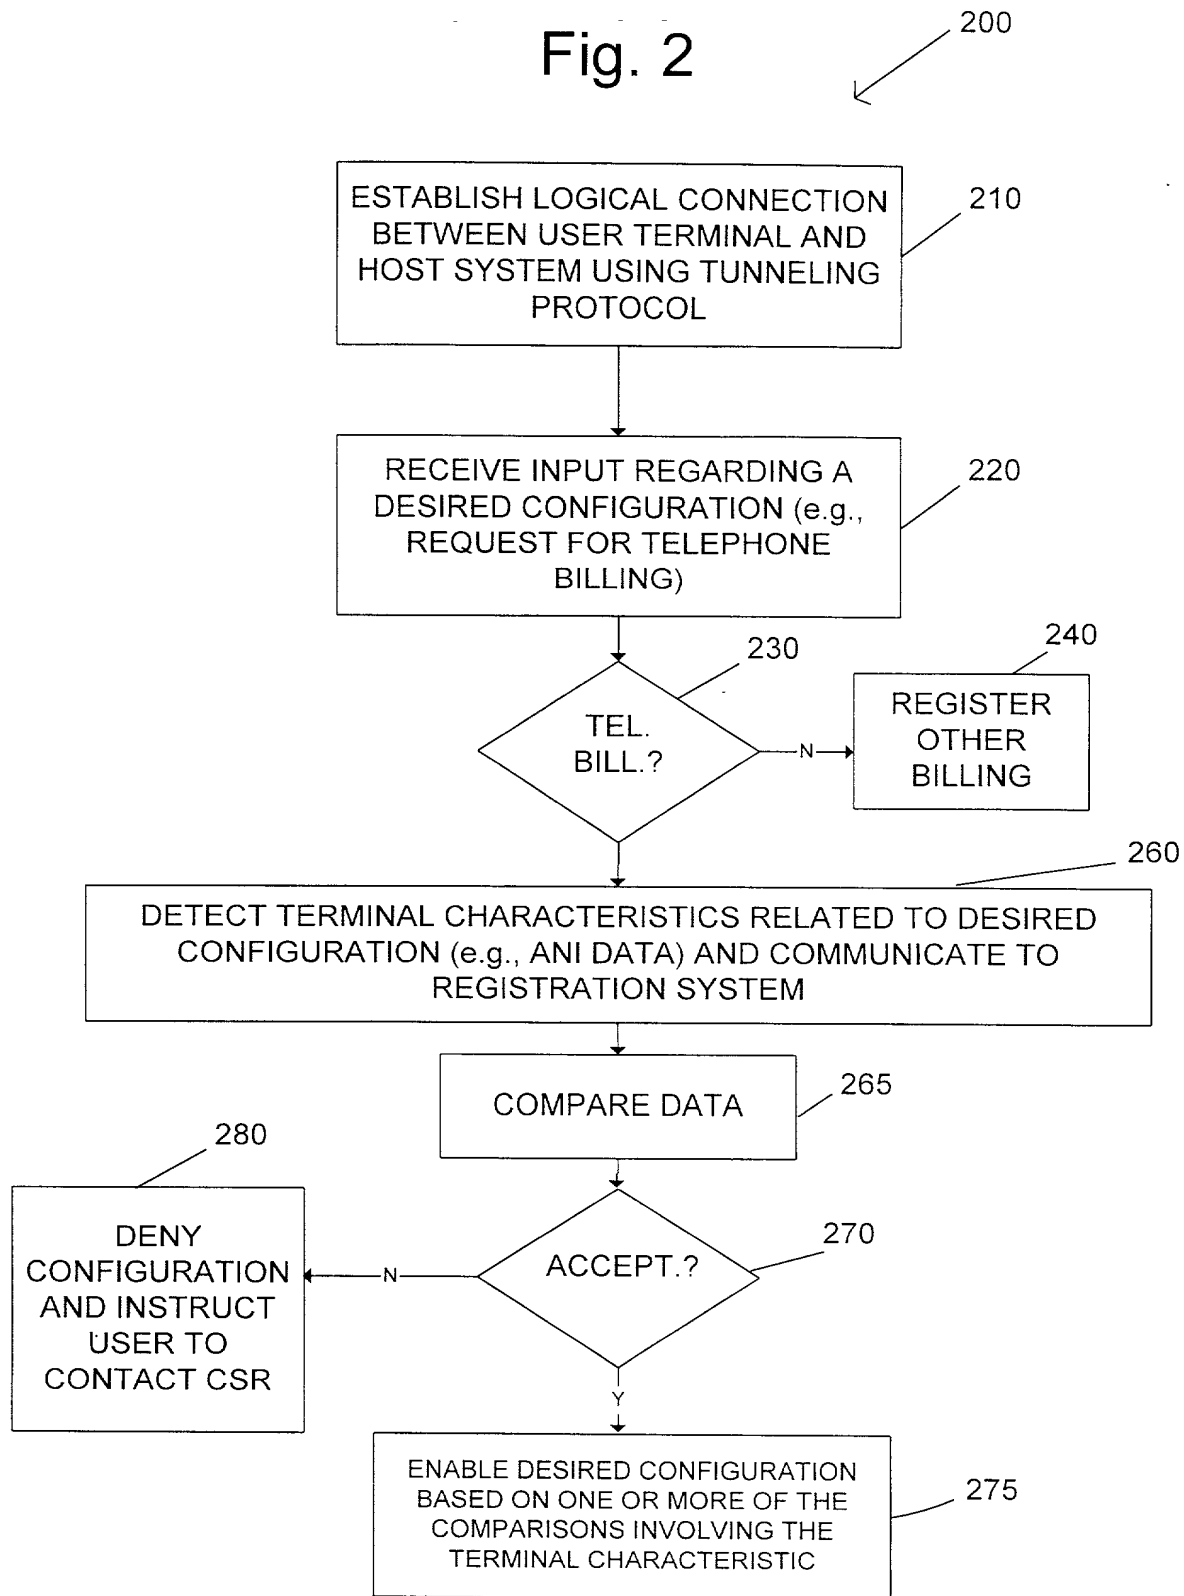 Fig. 2
200
ESTABLISH LOGICAL CONNECTION
BETWEEN USER TERMINAL AND
HOST SYSTEM USING TUNNELING
PROTOCOL
210
RECEIVE INPUT REGARDING A
DESIRED CONFIGURATION (e.g.,
REQUEST FOR TELEPHONE
BILLING)
220
230
TEL.
BILL.?
N
240
REGISTER
OTHER
BILLING
260
DETECT TERMINAL CHARACTERISTICS RELATED TO DESIRED
CONFIGURATION (e.g., ANI DATA) AND COMMUNICATE TO
REGISTRATION SYSTEM
COMPARE DATA
265
280
DENY
CONFIGURATION
AND INSTRUCT
USER TO
CONTACT CSR
N
ACCEPT.?
270
Y
ENABLE DESIRED CONFIGURATION
BASED ON ONE OR MORE OF THE
COMPARISONS INVOLVING THE
TERMINAL CHARACTERISTIC
275